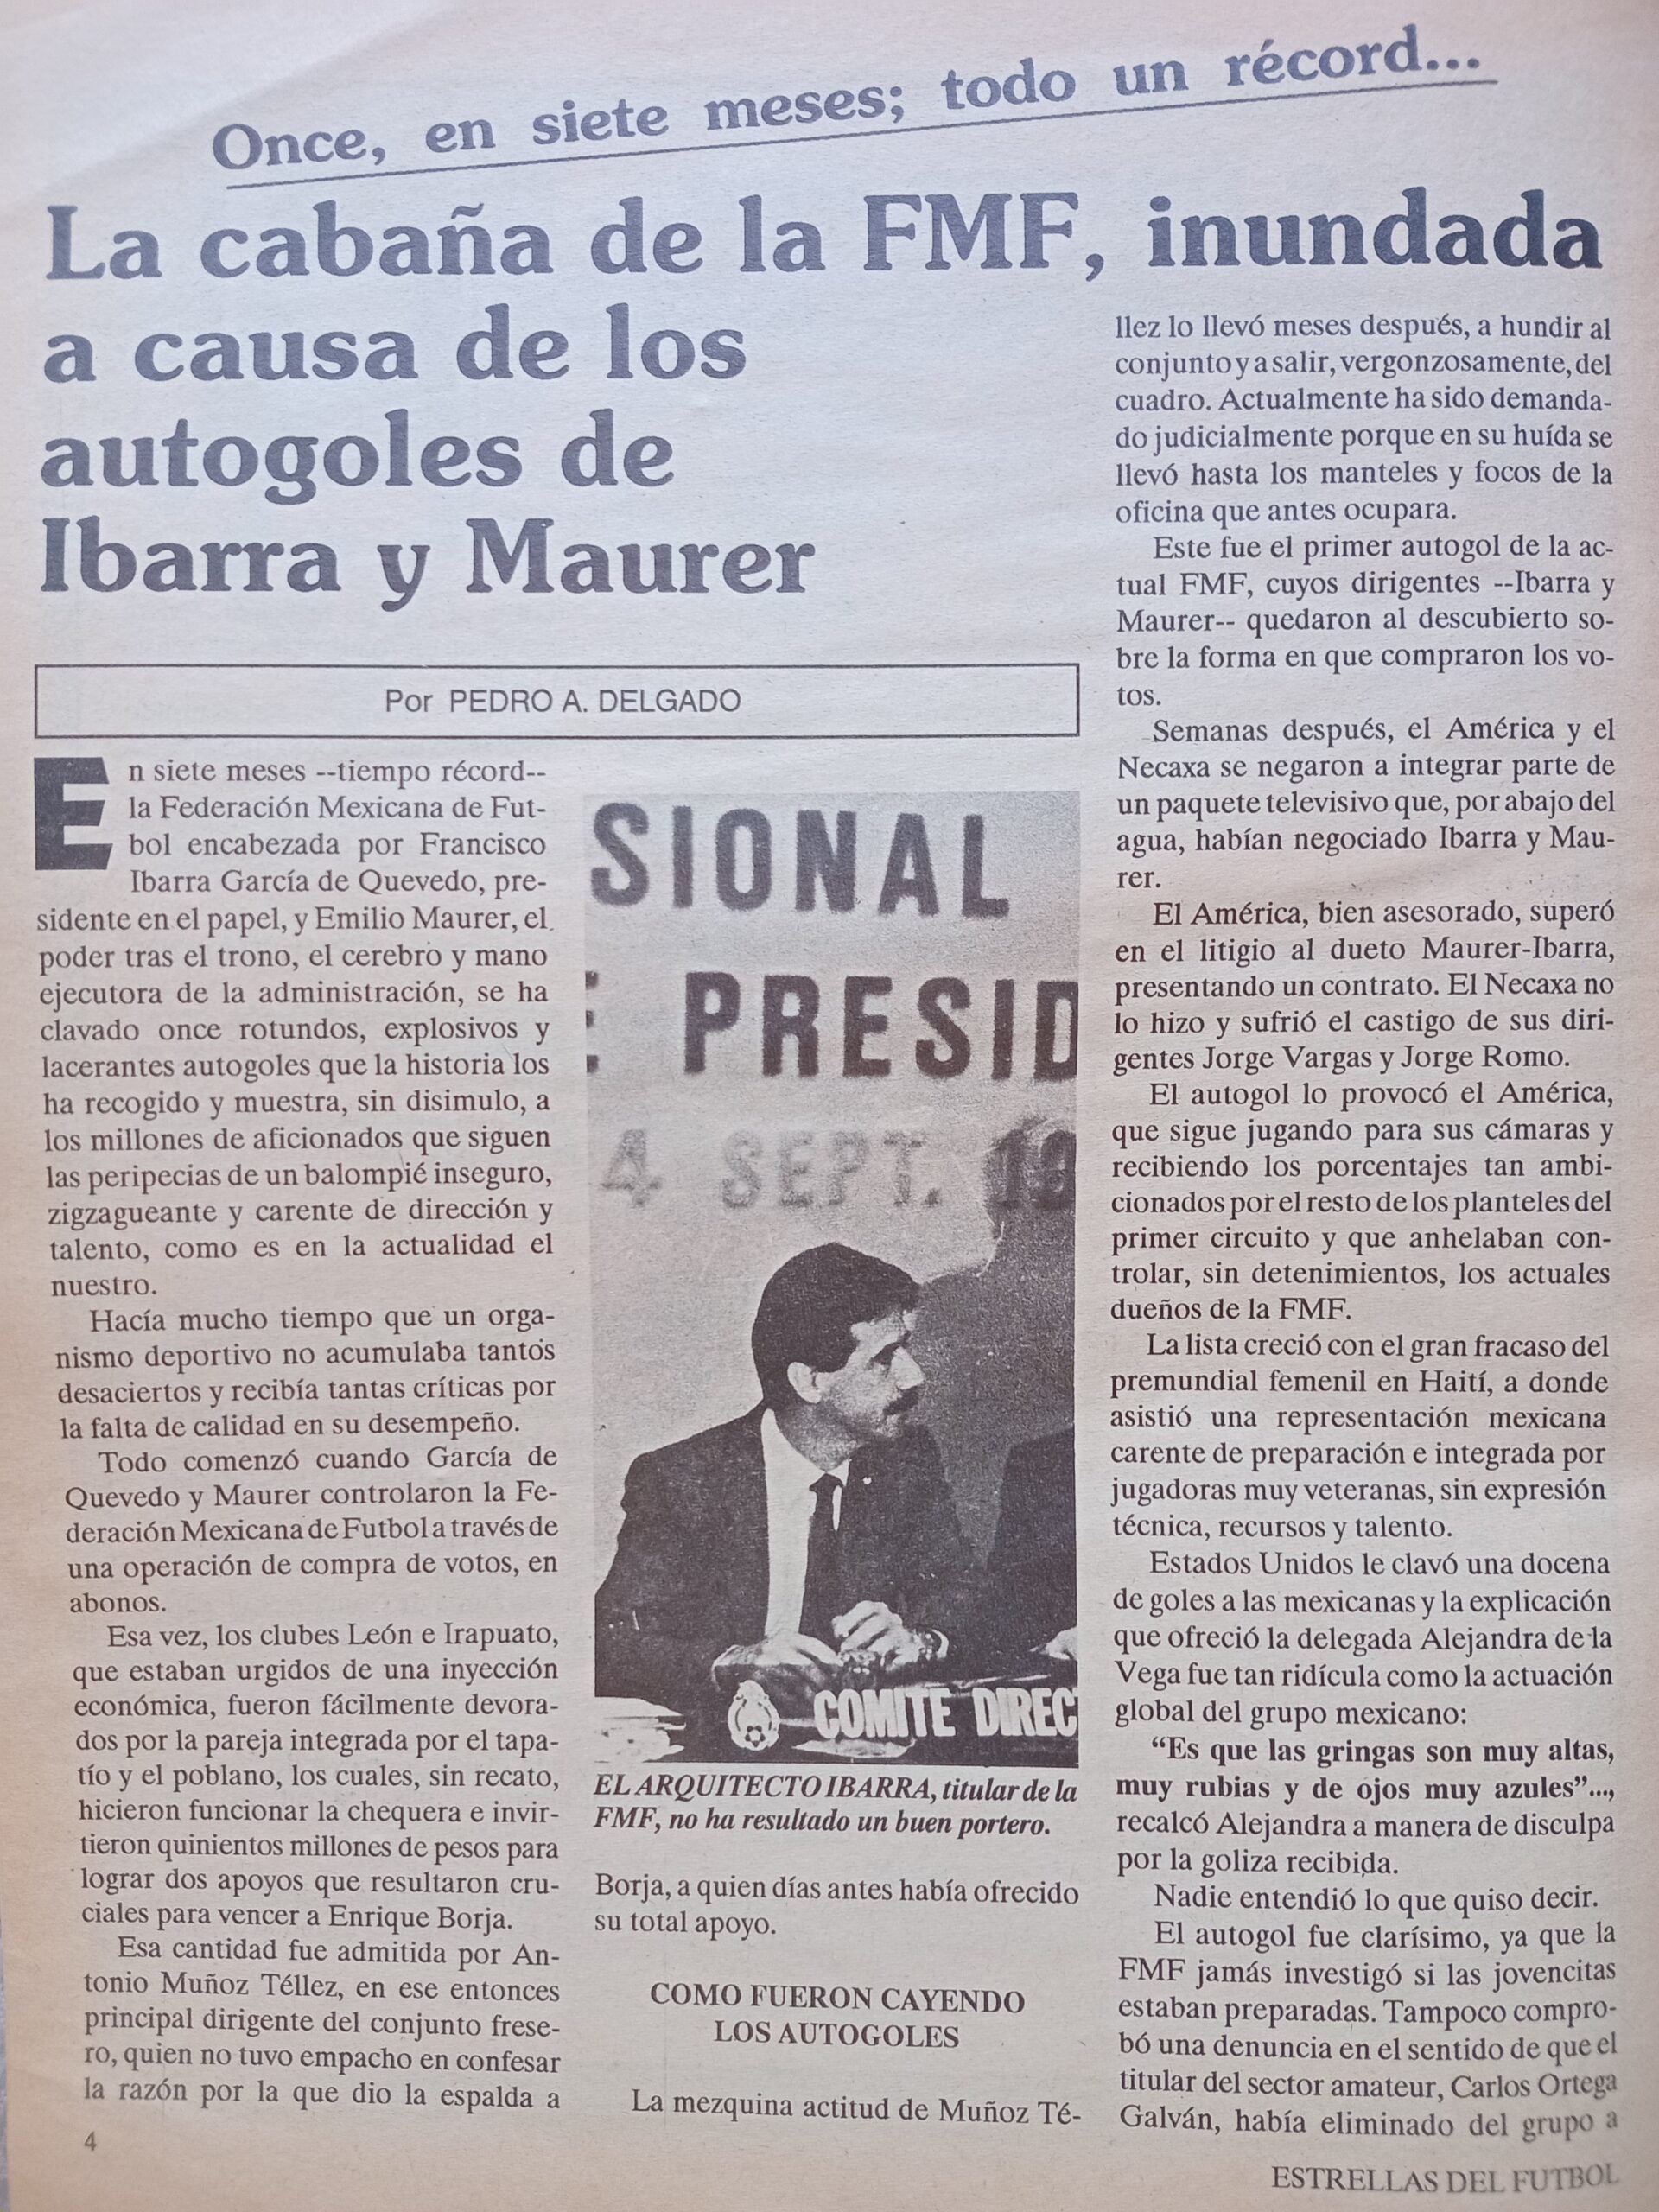 Once, en siete meses; todo un récord...
La cabaña de la FMF, inundada
a causa de los
autogoles de
Ibarra y Maurer
Por PEDRO A. DELGADO
En siete meses --tiempo récord--
la Federación Mexicana de Fut-
bol encabezada por Francisco
Ibarra García de Quevedo, pre-
sidente en el papel, y Emilio Maurer, el
poder tras el trono, el cerebro y mano
ejecutora de la administración, se ha
clavado once rotundos, explosivos y
lacerantes autogoles que la historia los
ha recogido y muestra, sin disimulo, a
los millones de aficionados que siguen
las peripecias de un balompié inseguro,
zigzagueante y carente de dirección y
talento, como es en la actualidad el
nuestro.
Hacía mucho tiempo que un orga-
nismo deportivo no acumulaba tantos
desaciertos y recibía tantas críticas por
la falta de calidad en su desempeño.
Todo comenzó cuando García de
Quevedo y Maurer controlaron la Fe-
deración Mexicana de Futbol a través de
una operación de compra de votos, en
abonos.
Esa vez, los clubes León e Irapuato,
que estaban urgidos de una inyección
económica, fueron fácilmente devora-
dos por la pareja integrada por el tapa-
tío y el poblano, los cuales, sin recato,
hicieron funcionar la chequera e invir-
tieron quinientos millones de pesos para
lograr dos apoyos que resultaron cru-
ciales para vencer a Enrique Borja.
Esa cantidad fue admitida por An-
tonio Muñoz Téllez, en ese entonces
principal dirigente del conjunto frese-
ro, quien no tuvo empacho en confesar
la razón por la que dio la espalda a
SIONAL
E PRESID
4 SEPT. 19
COMITE DIREC
EL ARQUITECTO IBARRA, titular de la
FMF, no ha resultado un buen portero.
Borja, a quien días antes había ofrecido
su total apoyo.
COMO FUERON CAYENDO
LOS AUTOGOLES
La mezquina actitud de Muñoz Té-
llez lo llevó meses después, a hundir al
conjunto y a salir, vergonzosamente, del
cuadro. Actualmente ha sido demanda-
do judicialmente porque en su huída se
llevó hasta los manteles y focos de la
oficina que antes ocupara.
Este fue el primer autogol de la ac-
tual FMF, cuyos dirigentes --Ibarra y
Maurer-- quedaron al descubierto so-
bre la forma en que compraron los vo-
tos.
Semanas después, el América y el
Necaxa se negaron a integrar parte de
un paquete televisivo que, por abajo del
agua, habían negociado Ibarra y Mau-
rer.
El América, bien asesorado, superó
en el litigio al dueto Maurer-Ibarra,
presentando un contrato. El Necaxa no
lo hizo y sufrió el castigo de sus diri-
gentes Jorge Vargas y Jorge Romo.
El autogol lo provocó el América,
que sigue jugando para sus cámaras y
recibiendo los porcentajes tan ambi-
cionados por el resto de los planteles del
primer circuito y que anhelaban con-
trolar, sin detenimientos, los actuales
dueños de la FMF.
La lista creció con el gran fracaso del
premundial femenil en Haití, a donde
asistió una representación mexicana
carente de preparación e integrada por
jugadoras muy veteranas, sin expresión
técnica, recursos y talento.
Estados Unidos le clavó una docena
de goles a las mexicanas y la explicación
que ofreció la delegada Alejandra de la
Vega fue tan ridícula como la actuación
global del grupo mexicano:
“Es que las gringas son muy altas,
muy rubias y de ojos muy azules”...,
recalcó Alejandra a manera de disculpa
por la goliza recibida.
Nadie entendió lo que quiso decir.
El autogol fue clarísimo, ya que la
FMF jamás investigó si las jovencitas
estaban preparadas. Tampoco compro-
bó una denuncia en el sentido de que el
titular del sector amateur, Carlos Ortega
Galván, había eliminado del grupo a
4
ESTRELLAS DEL FUTBOL